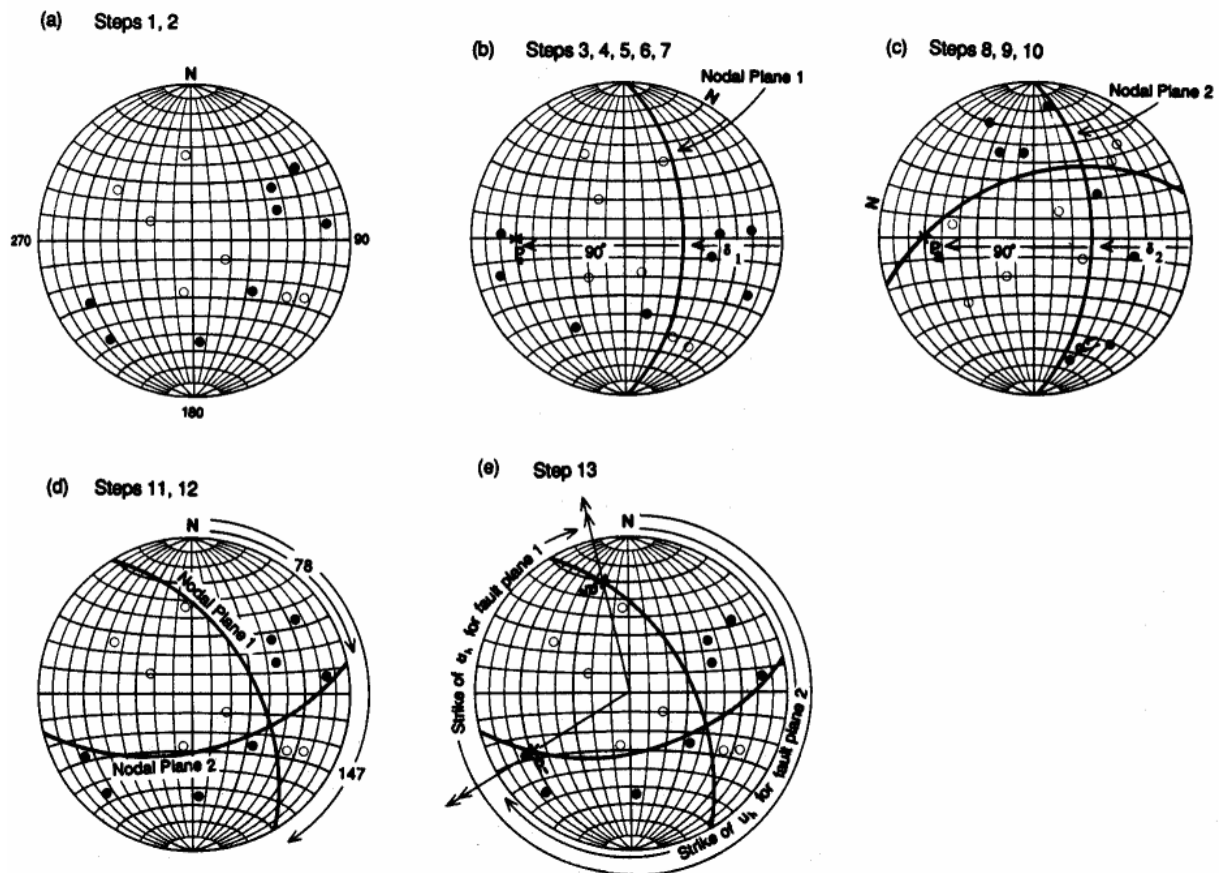 (a) Steps 1, 2
N
270
90
180
(b) Steps 3, 4, 5, 6, 7
Nodal Plane 1
N
90°
δ1
(c) Steps 8, 9, 10
Nodal Plane 2
N
90°
δ2
(d) Steps 11, 12
N
78
Nodal Plane 1
Nodal Plane 2
147
(e) Step 13
N
Strike of uh for fault plane 1
Strike of uh for fault plane 2